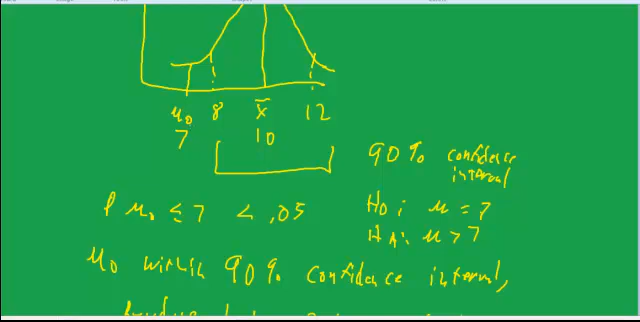 μ₀ 8 x̄ 12
7 10
90% confidence
interval
P μ₀ ≤ 7 < .05
H0: μ = 7
HA: μ > 7
μ₀ within 90% confidence interval,